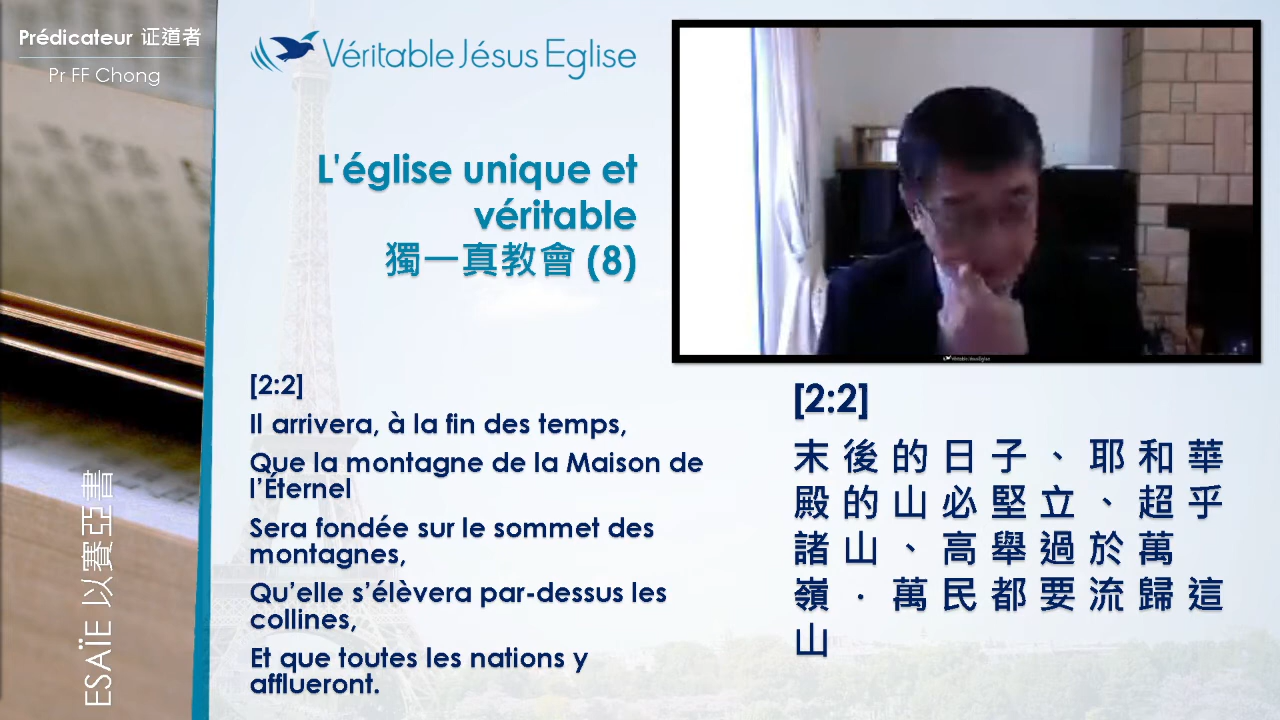 Prédicateur 证道者
Pr FF Chong
Véritable Jésus Eglise
L'église unique et
véritable
獨一真教會 (8)
Véritable Jésus Eglise
[2:2]
Il arrivera, à la fin des temps,
Que la montagne de la Maison de
l’Éternel
Sera fondée sur le sommet des
montagnes,
Qu’elle s’élèvera par-dessus les
collines,
Et que toutes les nations y
afflueront.
[2:2]
末後的日子、耶和華
殿的山必堅立、超乎
諸山、高舉過於萬
嶺．萬民都要流歸這
山
ESAÏE 以賽亞書